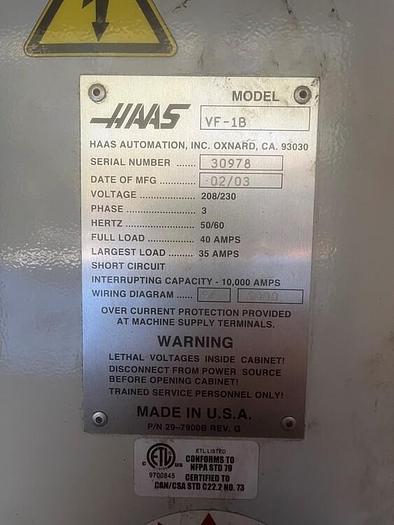 MODEL
HAAS VF-1B
HAAS AUTOMATION, INC. OXNARD, CA. 93030
SERIAL NUMBER ...... 30978
DATE OF MFG ............ 02/03
VOLTAGE .................... 208/230
PHASE ......................... 3
HERTZ ......................... 50/60
FULL LOAD ................. 40 AMPS
LARGEST LOAD ........ 35 AMPS
SHORT CIRCUIT
INTERRUPTING CAPACITY - 10,000 AMPS
WIRING DIAGRAM .....
OVER CURRENT PROTECTION PROVIDED
AT MACHINE SUPPLY TERMINALS.
WARNING
LETHAL VOLTAGES INSIDE CABINET!
DISCONNECT FROM POWER SOURCE
BEFORE OPENING CABINET!
TRAINED SERVICE PERSONNEL ONLY!
MADE IN U.S.A.
P/N 29-7900B REV. G
ETL LISTED
CONFORMS TO
NFPA STD 79
C ETL US
9700845
CERTIFIED TO
CAN/CSA STD C22.2 NO. 73